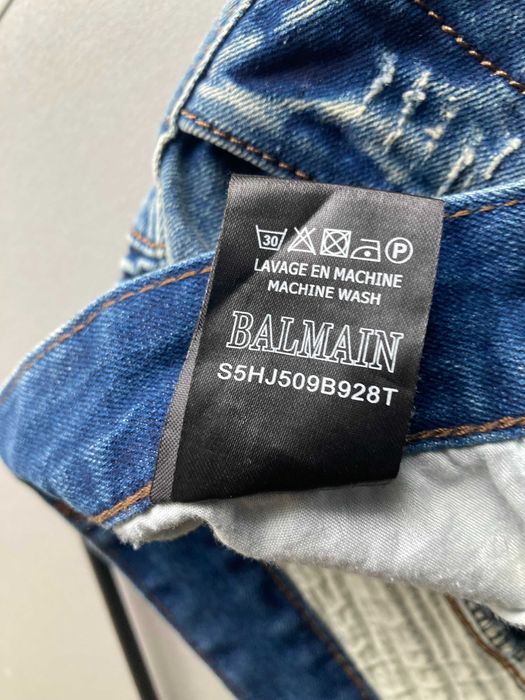 30 P
LAVAGE EN MACHINE
MACHINE WASH
BALMAIN
S5HJ509B928T